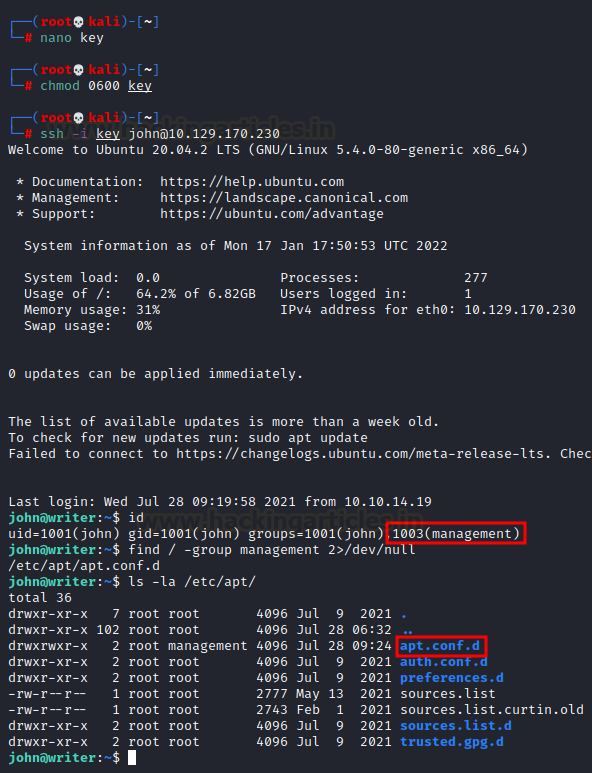 ┌──(root💀kali)-[~]
└─# nano key
┌──(root💀kali)-[~]
└─# chmod 0600 key
┌──(root💀kali)-[~]
└─# ssh -i key john@10.129.170.230
Welcome to Ubuntu 20.04.2 LTS (GNU/Linux 5.4.0-80-generic x86_64)
* Documentation:  https://help.ubuntu.com
* Management:     https://landscape.canonical.com
* Support:        https://ubuntu.com/advantage
System information as of Mon 17 Jan 17:50:53 UTC 2022
System load:  0.0               Processes:             277
Usage of /:   64.2% of 6.82GB   Users logged in:       1
Memory usage: 31%               IPv4 address for eth0: 10.129.170.230
Swap usage:   0%
0 updates can be applied immediately.
The list of available updates is more than a week old.
To check for new updates run: sudo apt update
Failed to connect to https://changelogs.ubuntu.com/meta-release-lts. Chec
Last login: Wed Jul 28 09:19:58 2021 from 10.10.14.19
john@writer:~$ id
www.hackingarticles.in
uid=1001(john) gid=1001(john) groups=1001(john),1003(management)
john@writer:~$ find / -group management 2>/dev/null
/etc/apt/apt.conf.d
john@writer:~$ ls -la /etc/apt/
total 36
drwxr-xr-x   7 root root       4096 Jul  9  2021 .
drwxr-xr-x 102 root root       4096 Jul 28 06:32 ..
drwxrwxr-x   2 root management 4096 Jul 28 09:24 apt.conf.d
drwxr-xr-x   2 root root       4096 Jul  9  2021 auth.conf.d
drwxr-xr-x   2 root root       4096 Jul  9  2021 preferences.d
-rw-r--r--   1 root root       2777 May 13  2021 sources.list
-rw-r--r--   1 root root       2743 Feb  1  2021 sources.list.curtin.old
drwxr-xr-x   2 root root       4096 Jul  9  2021 sources.list.d
drwxr-xr-x   2 root root       4096 Jul  9  2021 trusted.gpg.d
john@writer:~$